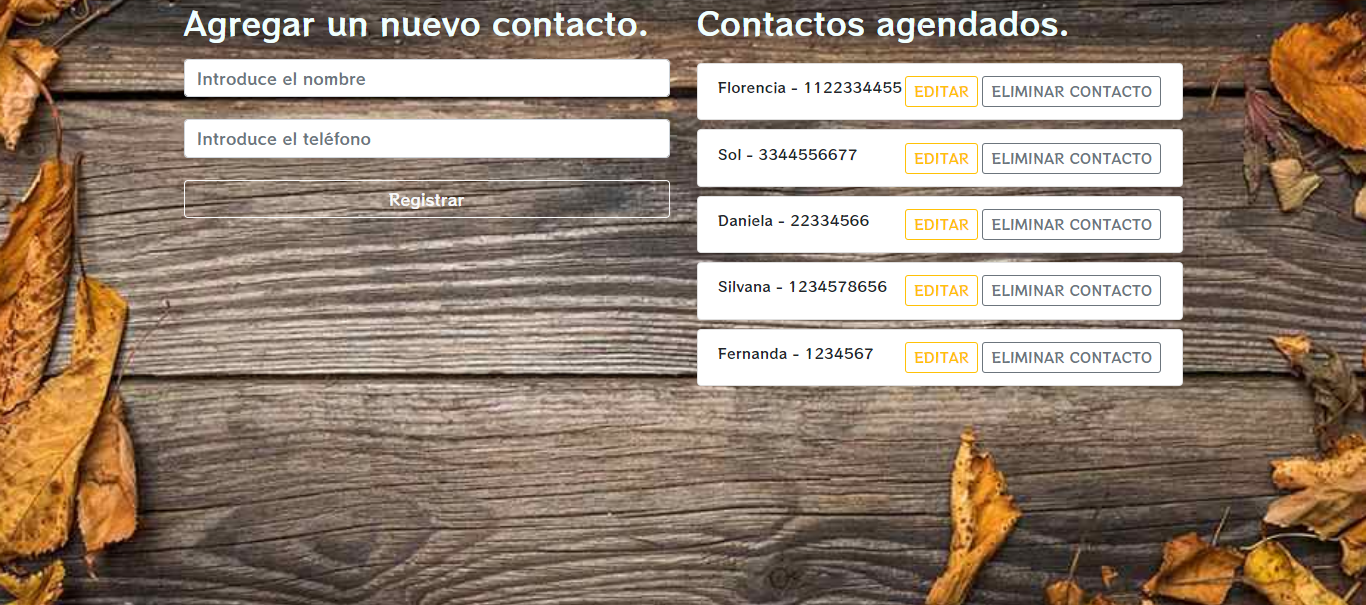 Agregar un nuevo contacto.
Introduce el nombre
Introduce el teléfono
Registrar
Contactos agendados.
Florencia - 1122334455 EDITAR ELIMINAR CONTACTO
Sol - 3344556677 EDITAR ELIMINAR CONTACTO
Daniela - 22334566 EDITAR ELIMINAR CONTACTO
Silvana - 1234578656 EDITAR ELIMINAR CONTACTO
Fernanda - 1234567 EDITAR ELIMINAR CONTACTO